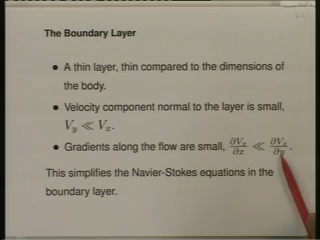 The Boundary Layer
• A thin layer, thin compared to the dimensions of
the body.
• Velocity component normal to the layer is small,
V_y ≪ V_x.
• Gradients along the flow are small, ∂V_x/∂x ≪ ∂V_x/∂y.
This simplifies the Navier-Stokes equations in the
boundary layer.